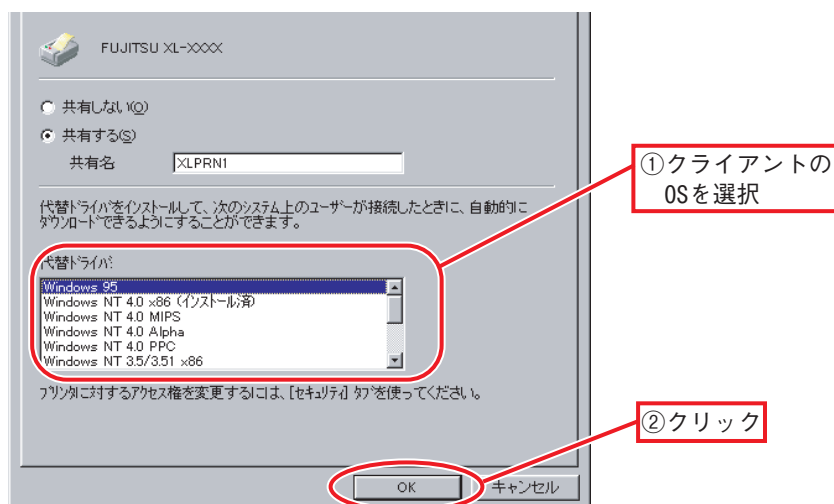 FUJITSU XL-XXXX
共有しない(O)
共有する(S)
共有名 XLPRN1
①クライアントの
OSを選択
代替ドライバをインストールして、次のシステム上のユーザーが接続したときに、自動的に
ダウンロードできるようにすることができます。
代替ドライバ:
Windows 95
Windows NT 4.0 x86 (インストール済)
Windows NT 4.0 MIPS
Windows NT 4.0 Alpha
Windows NT 4.0 PPC
Windows NT 3.5/3.51 x86
プリンタに対するアクセス権を変更するには、[セキュリティ] タブを使ってください。
②クリック
OK キャンセル